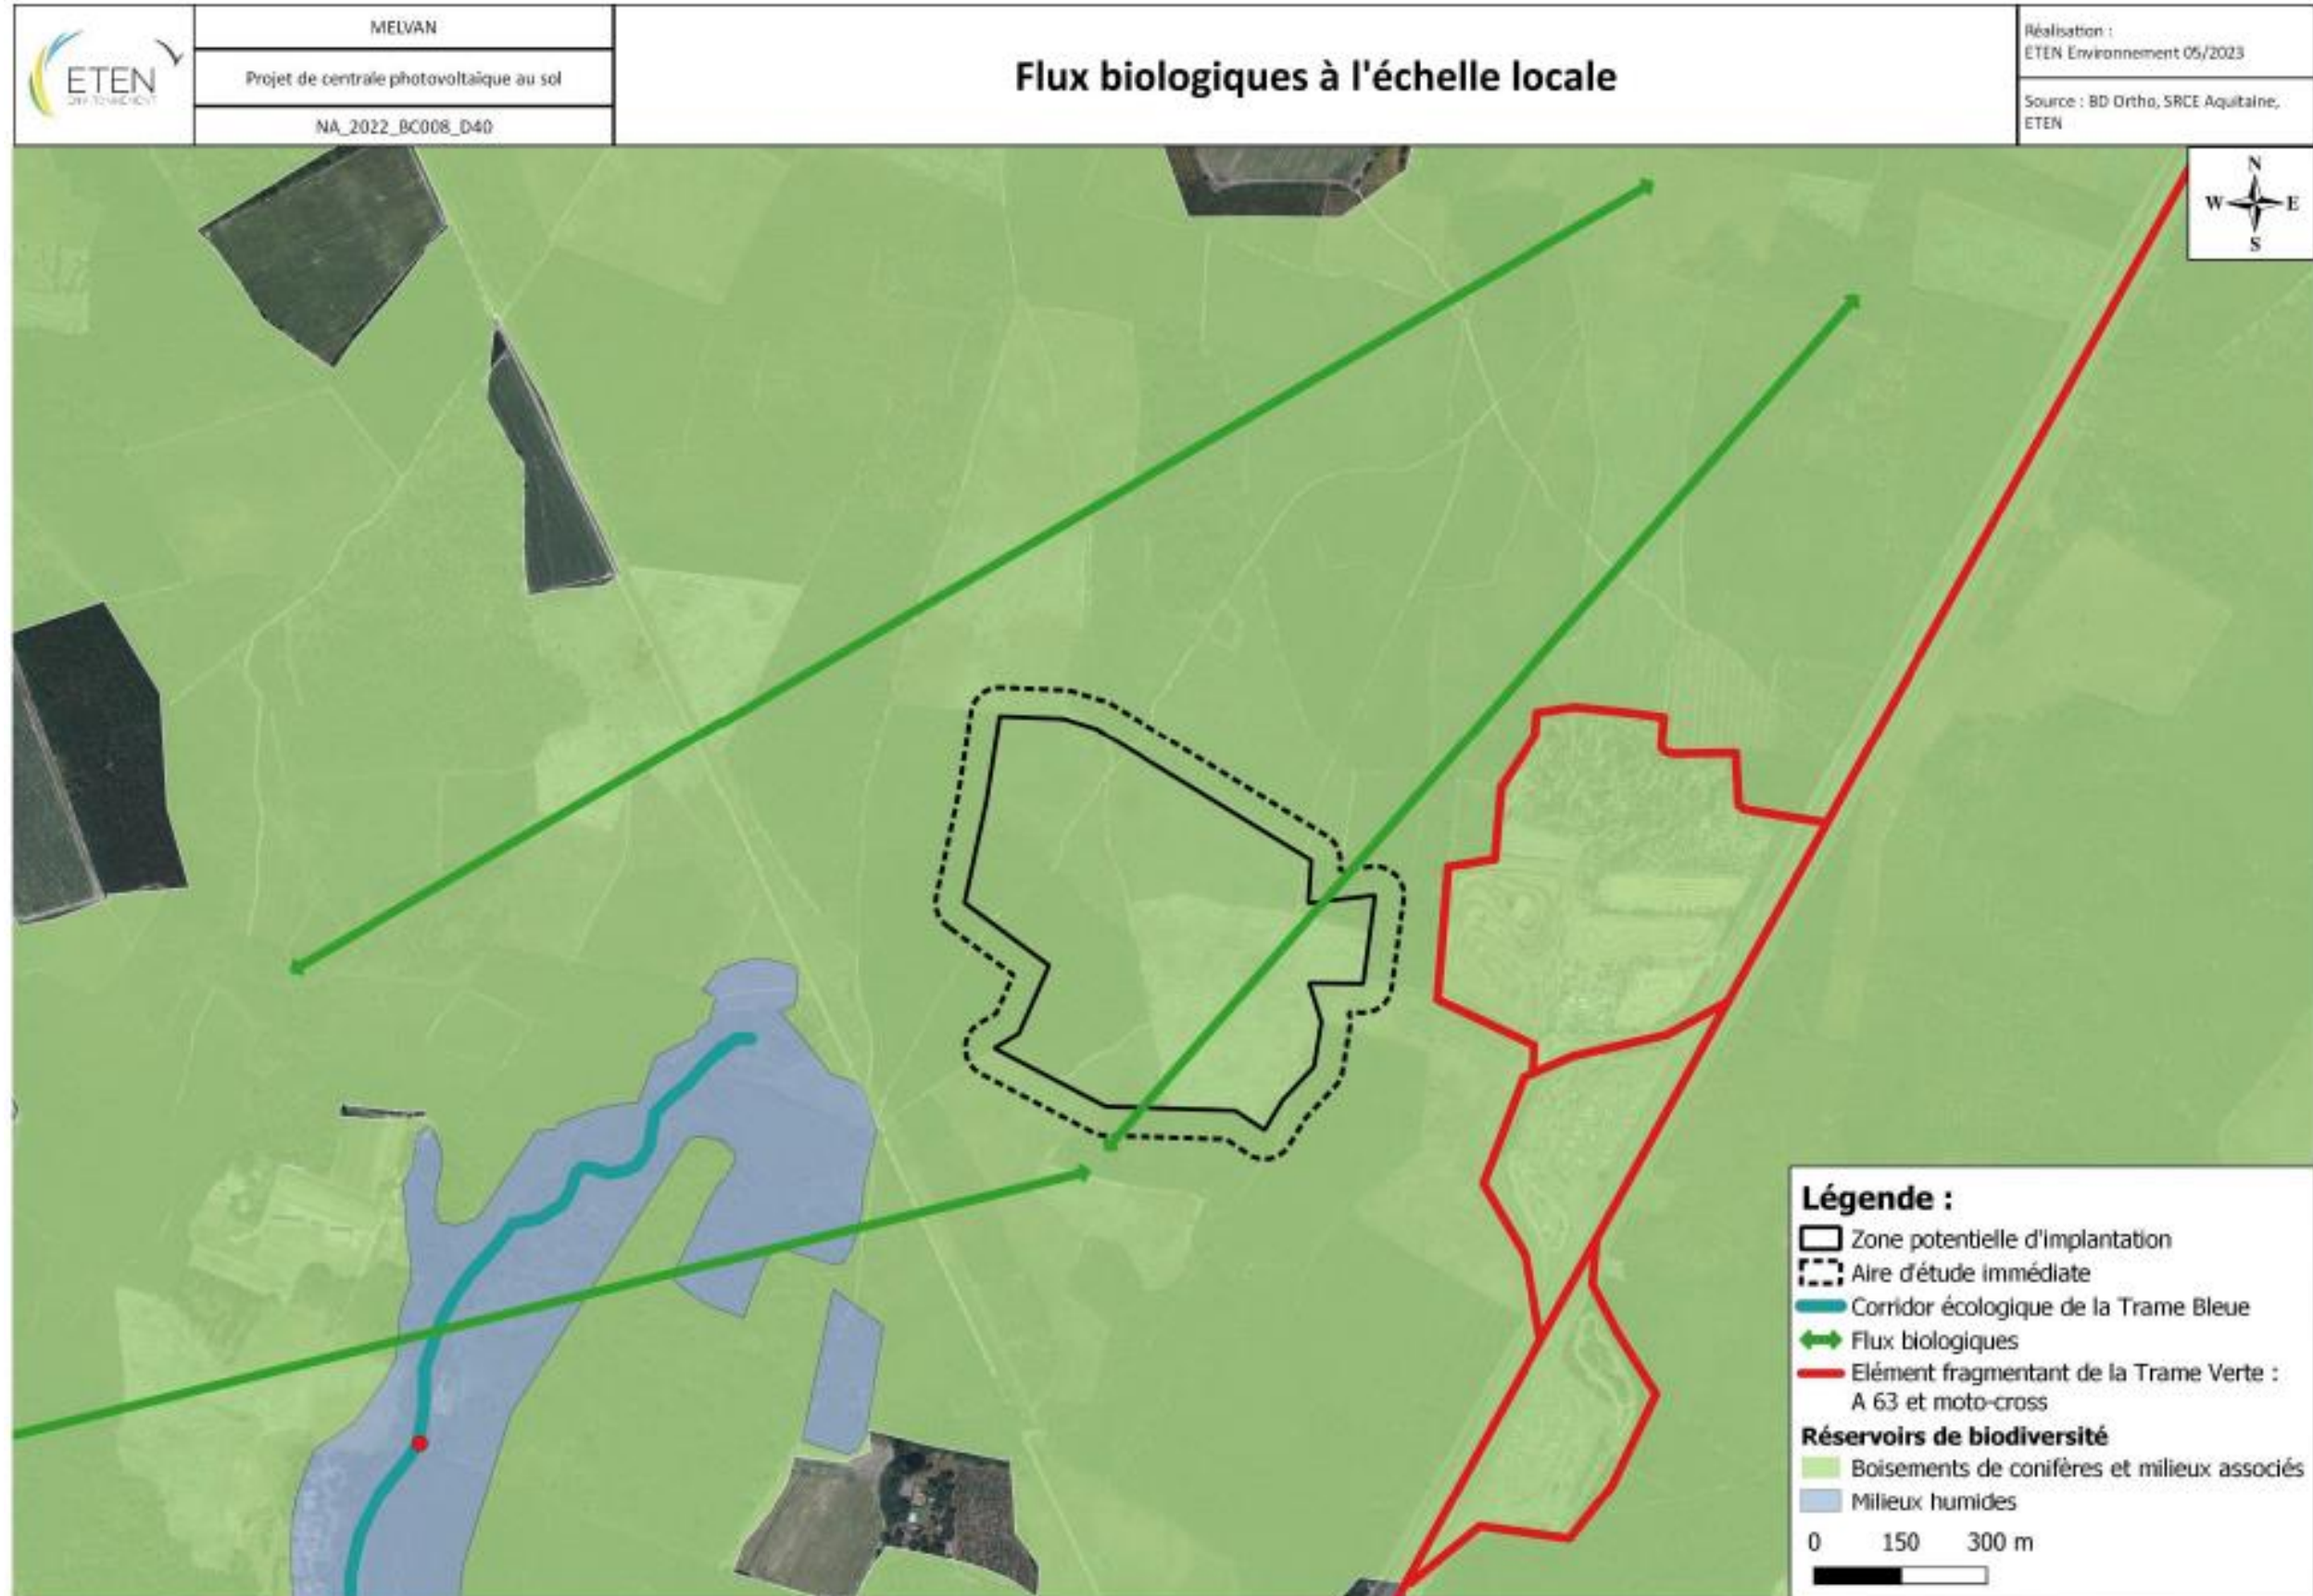 ETEN
ENVIRONNEMENT
MELVAN
Projet de centrale photovoltaïque au sol
NA_2022_BC008_D40
Flux biologiques à l'échelle locale
Réalisation :
ETEN Environnement 05/2023
Source : BD Ortho, SRCE Aquitaine,
ETEN
N
W E
S
Légende :
Zone potentielle d'implantation
Aire d'étude immédiate
Corridor écologique de la Trame Bleue
Flux biologiques
Elément fragmentant de la Trame Verte :
A 63 et moto-cross
Réservoirs de biodiversité
Boisements de conifères et milieux associés
Milieux humides
0 150 300 m